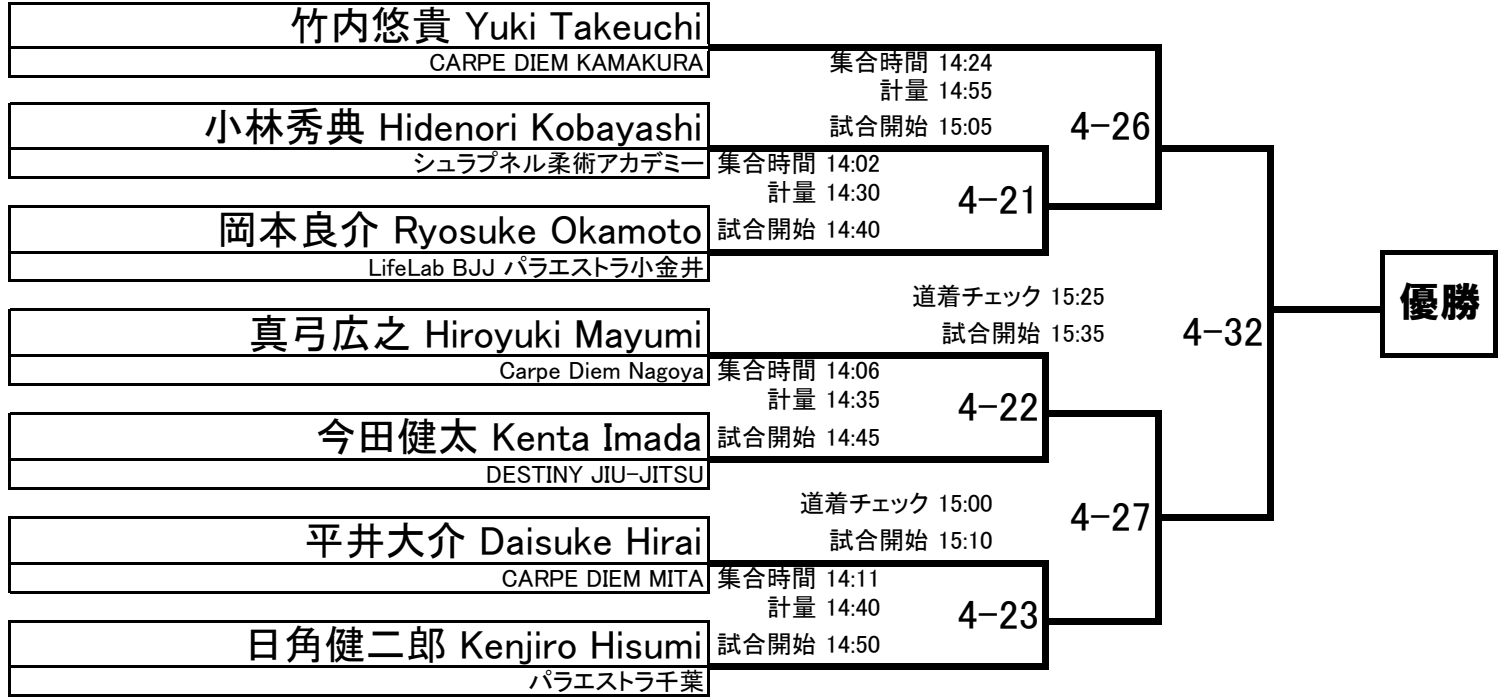 竹内悠貴 Yuki Takeuchi
CARPE DIEM KAMAKURA
集合時間 14:24
計量 14:55
試合開始 15:05
4-26
小林秀典 Hidenori Kobayashi
シュラプネル柔術アカデミー
集合時間 14:02
計量 14:30
試合開始 14:40
4-21
岡本良介 Ryosuke Okamoto
LifeLab BJJ パラエストラ小金井
道着チェック 15:25
試合開始 15:35
4-32
優勝
真弓広之 Hiroyuki Mayumi
Carpe Diem Nagoya
集合時間 14:06
計量 14:35
試合開始 14:45
4-22
今田健太 Kenta Imada
DESTINY JIU-JITSU
道着チェック 15:00
試合開始 15:10
4-27
平井大介 Daisuke Hirai
CARPE DIEM MITA
集合時間 14:11
計量 14:40
試合開始 14:50
4-23
日角健二郎 Kenjiro Hisumi
パラエストラ千葉